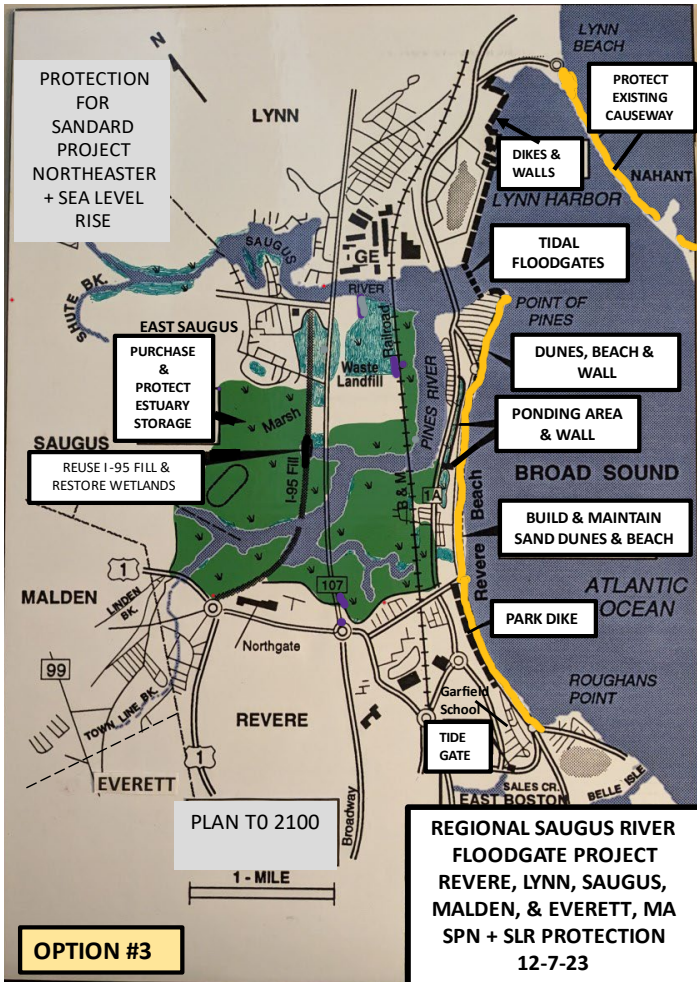 N
LYNN
BEACH
PROTECTION
FOR
SANDARD
PROJECT
NORTHEASTER
+ SEA LEVEL
RISE
LYNN
PROTECT
EXISTING
CAUSEWAY
DIKES &
WALLS
NAHANT
LYNN HARBOR
SAUGUS
GE
TIDAL
FLOODGATES
SHUTE BK.
RIVER
POINT OF
PINES
EAST SAUGUS
Railroad
PURCHASE
& PROTECT
ESTUARY
STORAGE
Waste
Landfill
DUNES, BEACH &
WALL
PINES RIVER
Marsh
PONDING AREA
& WALL
SAUGUS
REUSE I-95 FILL &
RESTORE WETLANDS
I-95 Fill
B & M
1A
BROAD SOUND
Revere Beach
BUILD & MAINTAIN
SAND DUNES & BEACH
1
107
MALDEN
LINDEN
BK.
ATLANTIC
OCEAN
PARK DIKE
Northgate
99
ROUGHANS
POINT
Garfield
School
TOWN LINE BK.
REVERE
TIDE
GATE
1
EVERETT
SALES CR.
EAST BOSTON
BELLE ISLE
PLAN T0 2100
Broadway
1 - MILE
REGIONAL SAUGUS RIVER
FLOODGATE PROJECT
REVERE, LYNN, SAUGUS,
MALDEN, & EVERETT, MA
SPN + SLR PROTECTION
12-7-23
OPTION #3